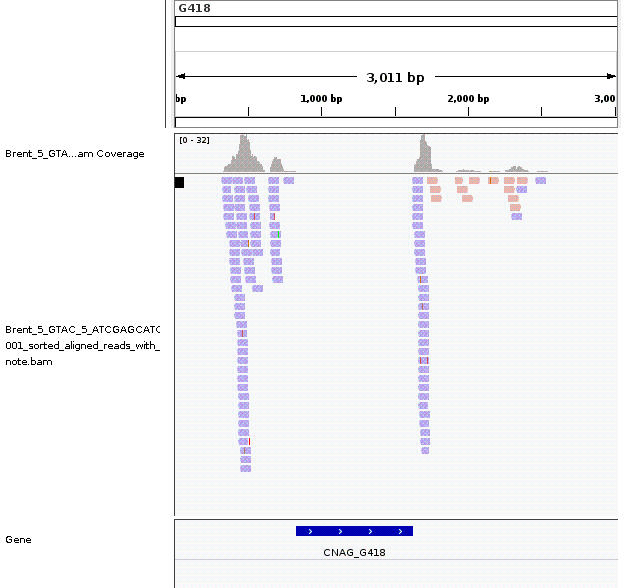 G418
3,011 bp
bp
1,000 bp
2,000 bp
3,00
[0 - 32]
Brent_5_GTA...am Coverage
Brent_5_GTAC_5_ATCGAGCATC
001_sorted_aligned_reads_with_
note.bam
Gene
CNAG_G418